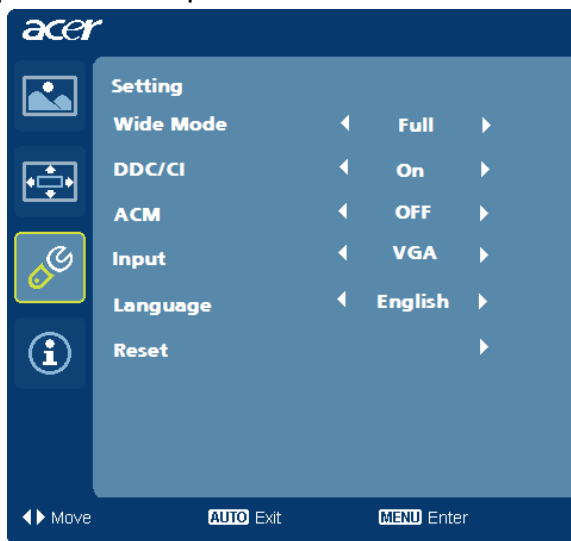 acer
Setting
Wide Mode Full
DDC/CI On
ACM OFF
Input VGA
Language English
Reset
Move AUTO Exit MENU Enter